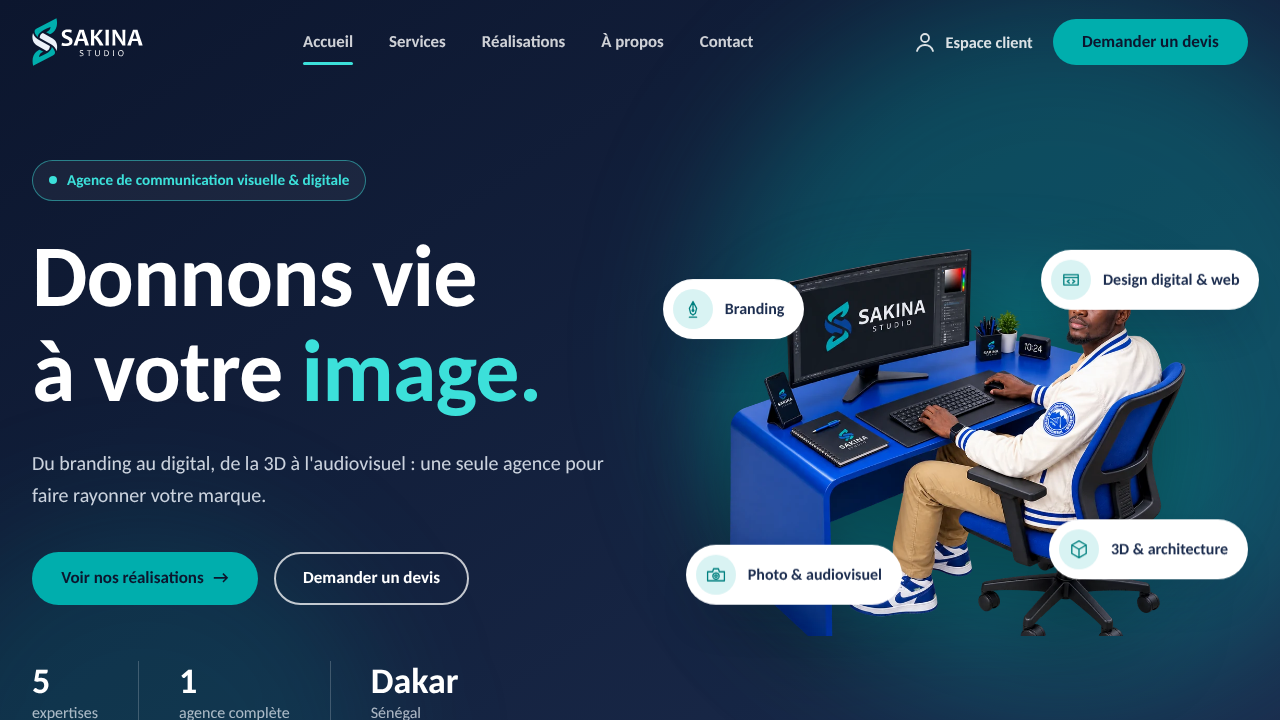 SAKINA
STUDIO
Accueil
Services
Réalisations
À propos
Contact
Espace client
Demander un devis
Agence de communication visuelle & digitale
Donnons vie
à votre image.
Du branding au digital, de la 3D à l'audiovisuel : une seule agence pour
faire rayonner votre marque.
Voir nos réalisations →
Demander un devis
5
expertises
1
agence complète
Dakar
Sénégal
Branding
Design digital & web
SAKINA
STUDIO
10:24
SAKINA
SAKINA
Photo & audiovisuel
3D & architecture